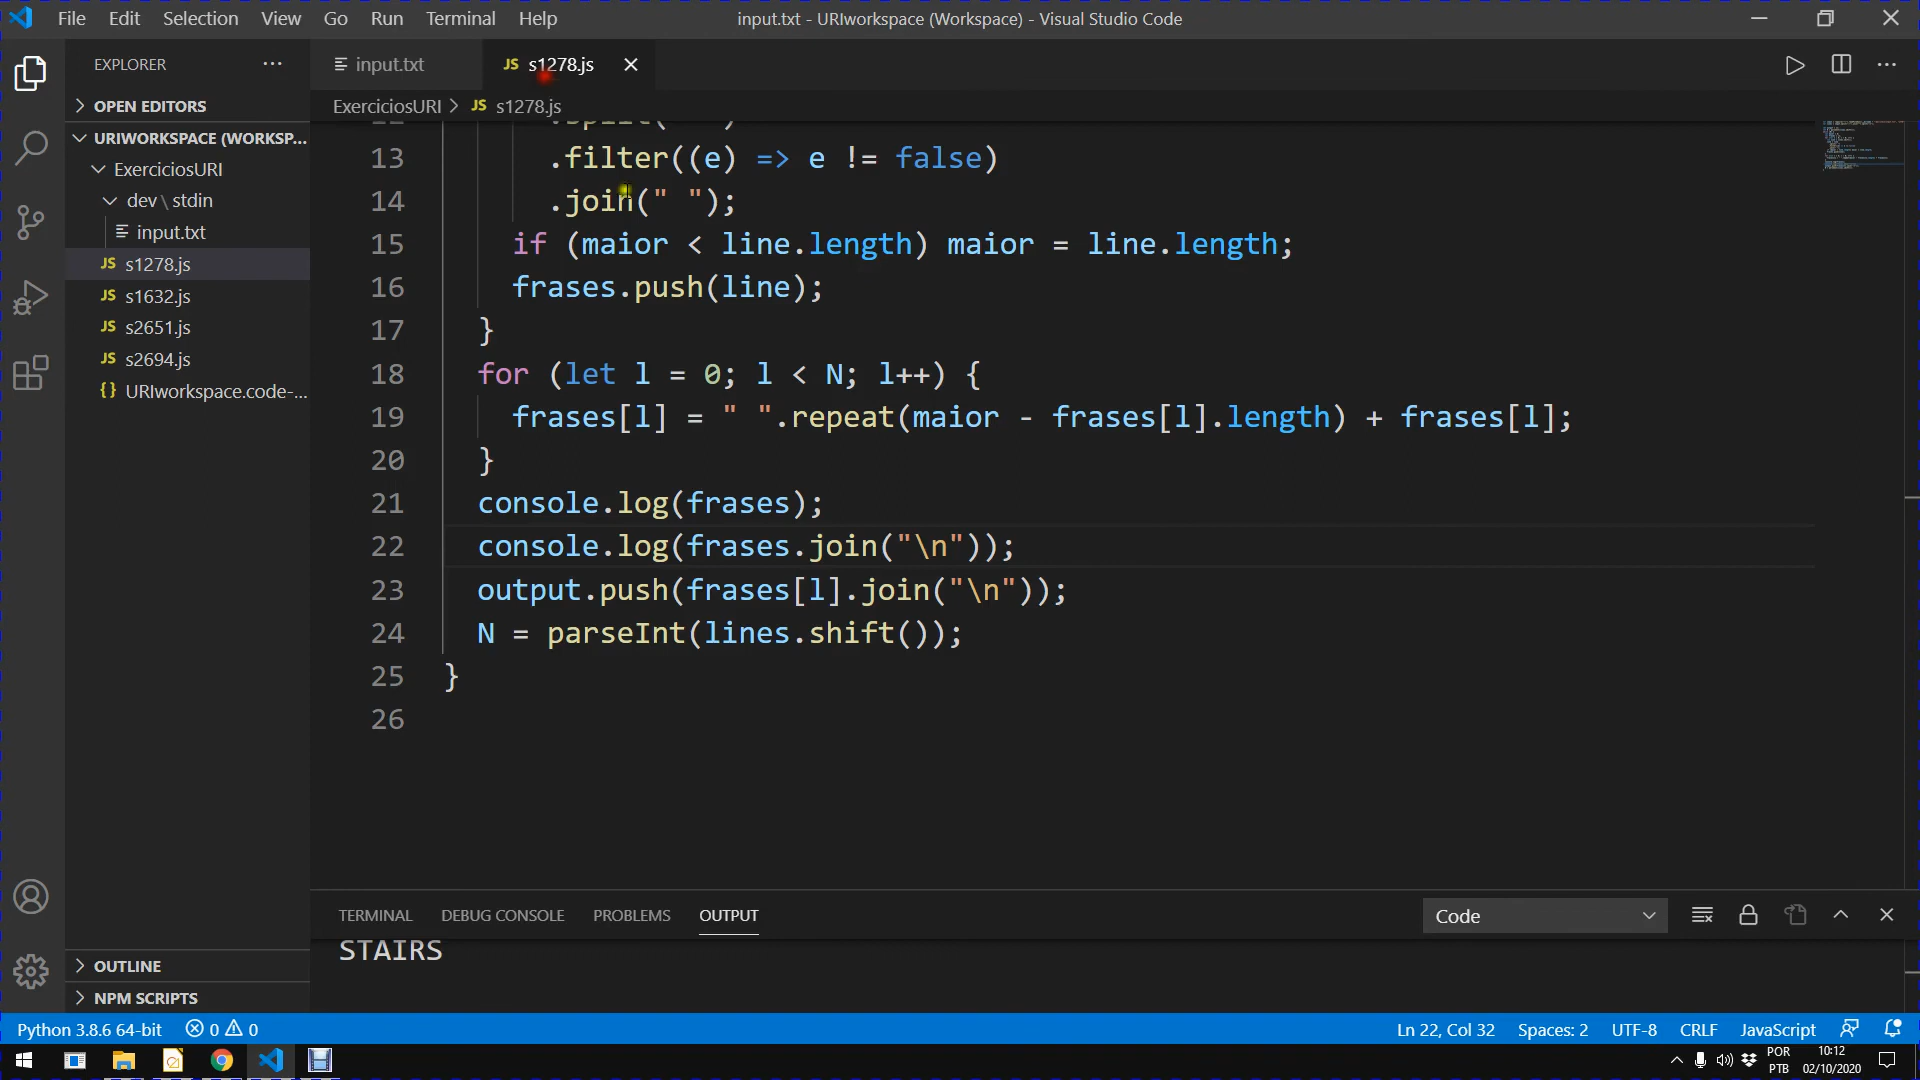 File Edit Selection View Go Run Terminal Help
input.txt - URIworkspace (Workspace) - Visual Studio Code
EXPLORER
OPEN EDITORS
URIWORKSPACE (WORKSP...
ExerciciosURI
dev \ stdin
input.txt
JS s1278.js
JS s1632.js
JS s2651.js
JS s2694.js
{} URIworkspace.code-...
OUTLINE
NPM SCRIPTS
input.txt
JS s1278.js
ExerciciosURI > JS s1278.js
13 .filter((e) => e != false)
14 .join(" ");
15 if (maior < line.length) maior = line.length;
16 frases.push(line);
17 }
18 for (let l = 0; l < N; l++) {
19 frases[l] = " ".repeat(maior - frases[l].length) + frases[l];
20 }
21 console.log(frases);
22 console.log(frases.join("\n"));
23 output.push(frases[l].join("\n"));
24 N = parseInt(lines.shift());
25 }
26
TERMINAL DEBUG CONSOLE PROBLEMS OUTPUT
Code
STAIRS
Python 3.8.6 64-bit 0 0
Ln 22, Col 32 Spaces: 2 UTF-8 CRLF JavaScript
POR
PTB
10:12
02/10/2020